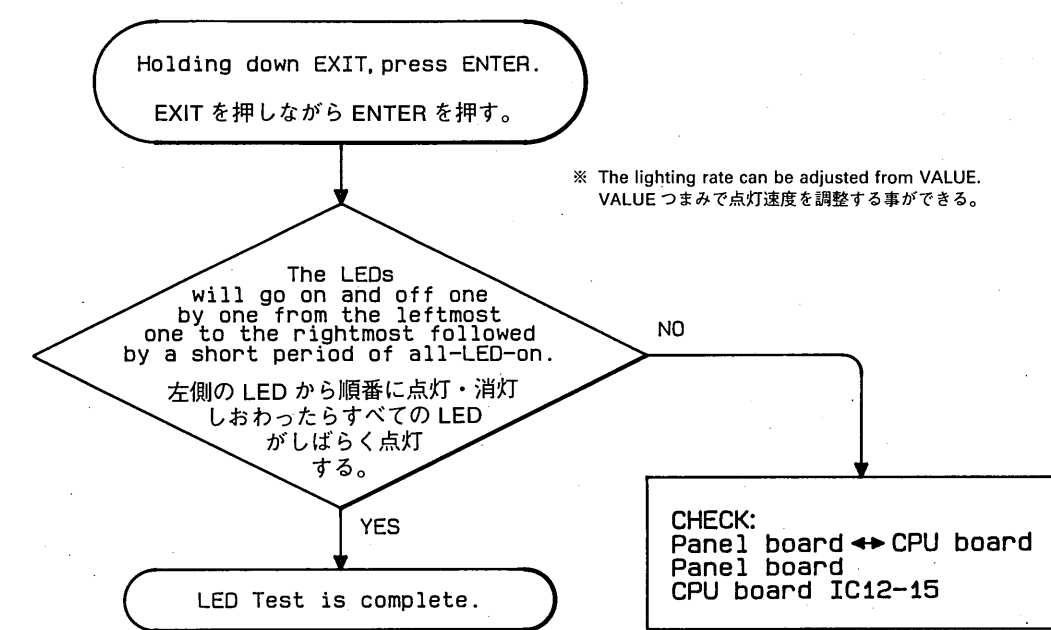 Holding down EXIT, press ENTER.
EXIT を押しながら ENTER を押す。
※ The lighting rate can be adjusted from VALUE.
VALUE つまみで点灯速度を調整する事ができる。
The LEDs
will go on and off one
by one from the leftmost
one to the rightmost followed
by a short period of all-LED-on.
左側の LED から順番に点灯・消灯
しおわったらすべての LED
がしばらく点灯
する。
NO
YES
CHECK:
Panel board ↔ CPU board
Panel board
CPU board IC12-15
LED Test is complete.